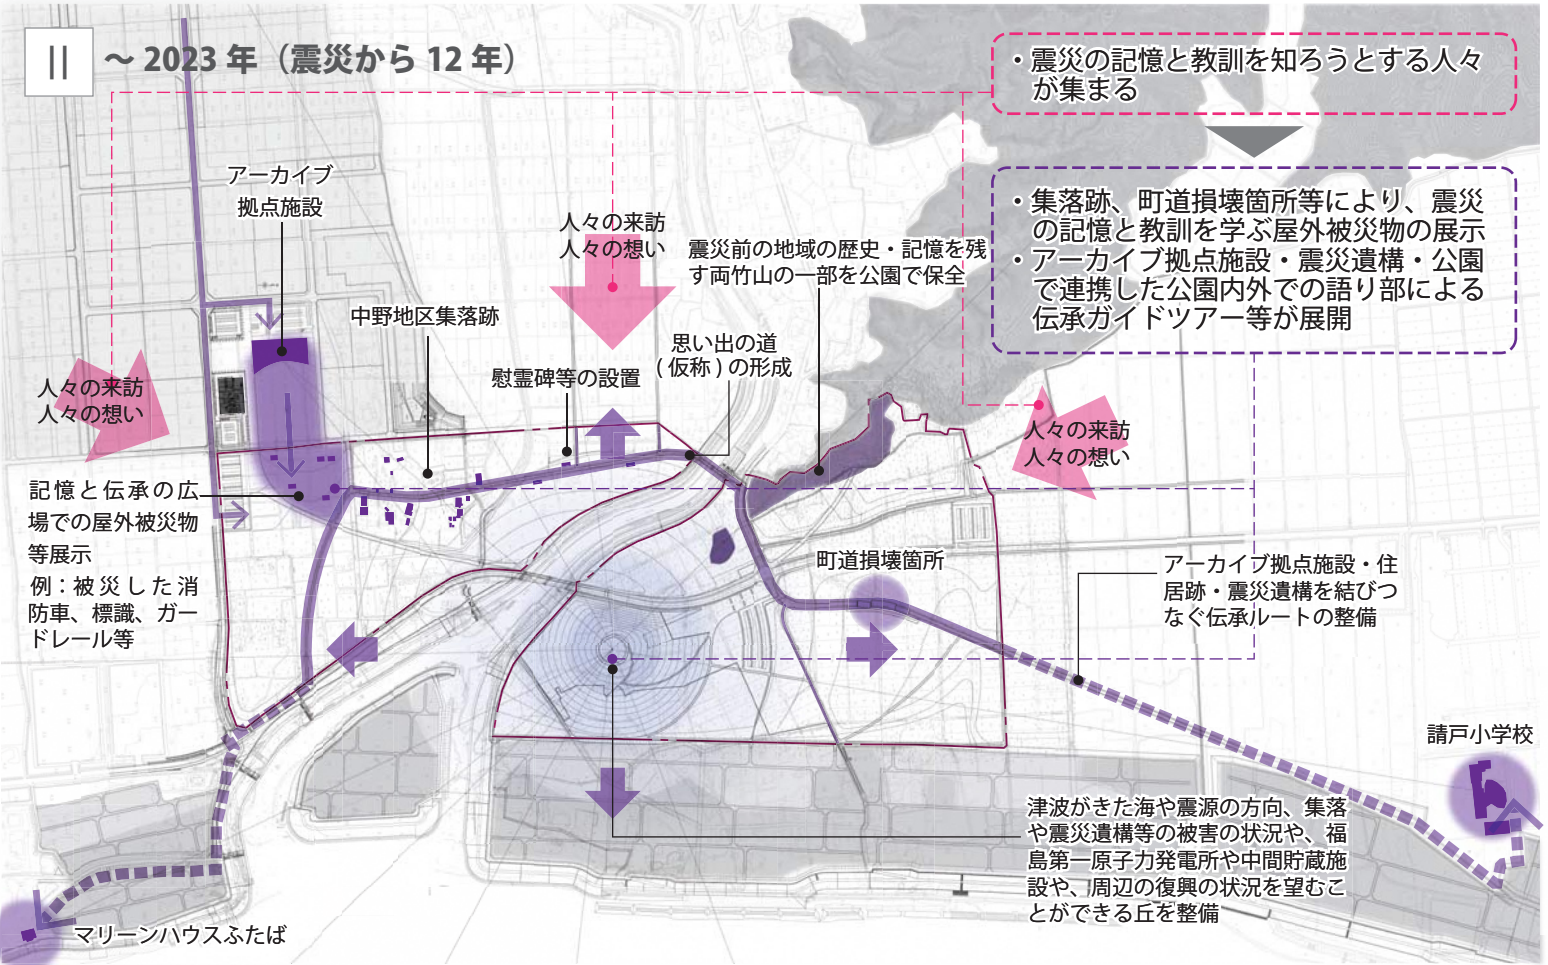 II
～ 2023 年（震災から 12 年）
・震災の記憶と教訓を知ろうとする人々
が集まる
・集落跡、町道損壊箇所等により、震災
の記憶と教訓を学ぶ屋外被災物の展示
・アーカイブ拠点施設・震災遺構・公園
で連携した公園内外での語り部による
伝承ガイドツアー等が展開
アーカイブ
拠点施設
人々の来訪
人々の想い
震災前の地域の歴史・記憶を残
す両竹山の一部を公園で保全
中野地区集落跡
思い出の道
(仮称)の形成
慰霊碑等の設置
人々の来訪
人々の想い
人々の来訪
人々の想い
記憶と伝承の広
場での屋外被災物
等展示
例：被災した消
防車、標識、ガー
ドレール等
町道損壊箇所
アーカイブ拠点施設・住
居跡・震災遺構を結びつ
なぐ伝承ルートの整備
請戸小学校
津波がきた海や震源の方向、集落
や震災遺構等の被害の状況や、福
島第一原子力発電所や中間貯蔵施
設や、周辺の復興の状況を望むこ
とができる丘を整備
マリーンハウスふたば